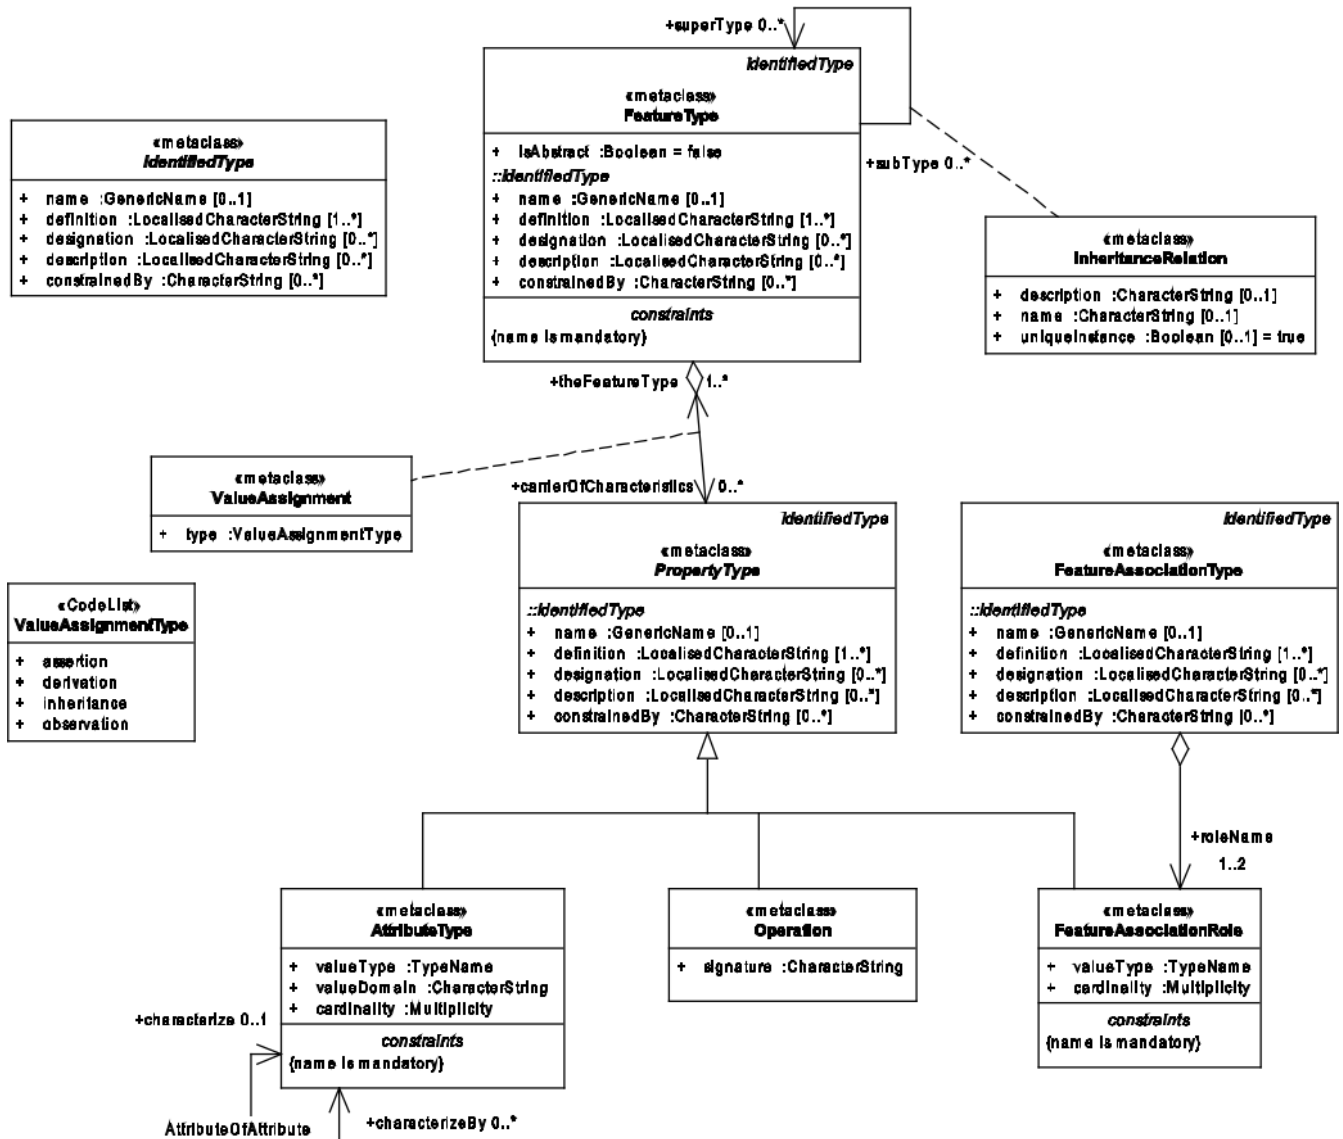 +superType 0..*
IdentifiedType
«metaclass»
FeatureType
+ isAbstract :Boolean = false
::IdentifiedType
+ name :GenericName [0..1]
+ definition :LocalisedCharacterString [1..*]
+ designation :LocalisedCharacterString [0..*]
+ description :LocalisedCharacterString [0..*]
+ constrainedBy :CharacterString [0..*]
constraints
{name is mandatory}
+subType 0..*
«metaclass»
IdentifiedType
+ name :GenericName [0..1]
+ definition :LocalisedCharacterString [1..*]
+ designation :LocalisedCharacterString [0..*]
+ description :LocalisedCharacterString [0..*]
+ constrainedBy :CharacterString [0..*]
«metaclass»
InheritanceRelation
+ description :CharacterString [0..1]
+ name :CharacterString [0..1]
+ uniqueInstance :Boolean [0..1] = true
+theFeatureType 1..*
«metaclass»
ValueAssignment
+ type :ValueAssignmentType
+carrierOfCharacteristics 0..*
«CodeList»
ValueAssignmentType
+ assertion
+ derivation
+ inheritance
+ observation
IdentifiedType
«metaclass»
PropertyType
::IdentifiedType
+ name :GenericName [0..1]
+ definition :LocalisedCharacterString [1..*]
+ designation :LocalisedCharacterString [0..*]
+ description :LocalisedCharacterString [0..*]
+ constrainedBy :CharacterString [0..*]
IdentifiedType
«metaclass»
FeatureAssociationType
::IdentifiedType
+ name :GenericName [0..1]
+ definition :LocalisedCharacterString [1..*]
+ designation :LocalisedCharacterString [0..*]
+ description :LocalisedCharacterString [0..*]
+ constrainedBy :CharacterString [0..*]
+roleName
1..2
«metaclass»
AttributeType
+ valueType :TypeName
+ valueDomain :CharacterString
+ cardinality :Multiplicity
constraints
{name is mandatory}
«metaclass»
Operation
+ signature :CharacterString
«metaclass»
FeatureAssociationRole
+ valueType :TypeName
+ cardinality :Multiplicity
constraints
{name is mandatory}
+characterize 0..1
AttributeOfAttribute
+characterizeBy 0..*